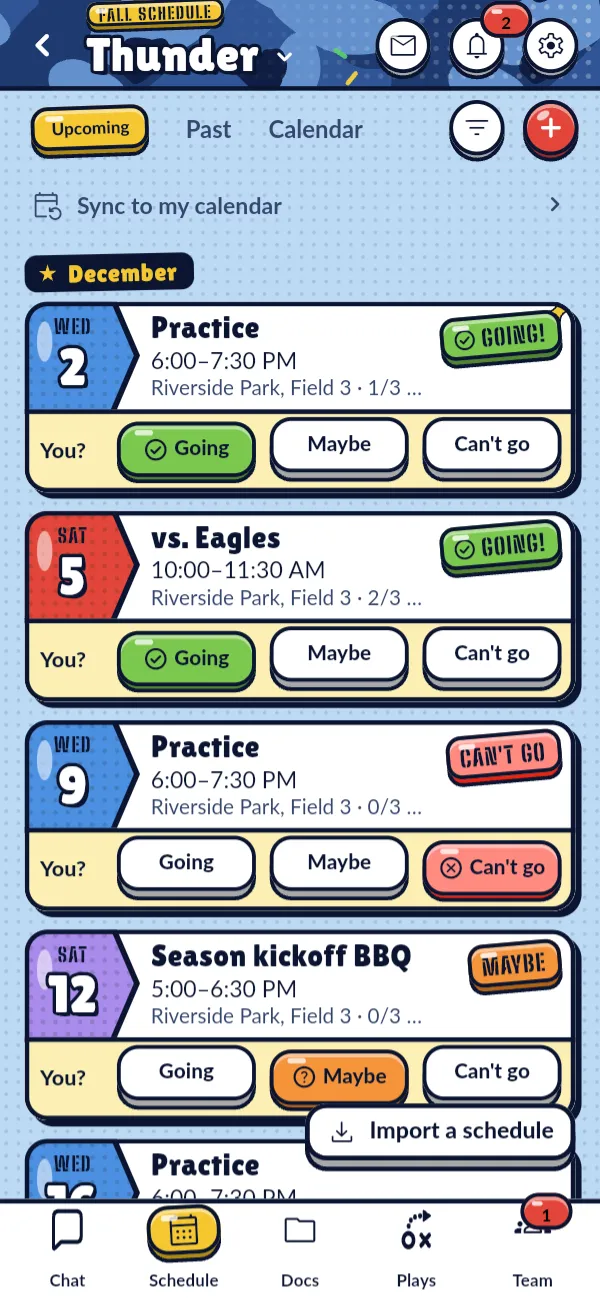 FALL SCHEDULE
Thunder
2
Upcoming
Past
Calendar
Sync to my calendar
December
WED
2
Practice
6:00–7:30 PM
Riverside Park, Field 3 · 1/3 ...
GOING!
You?
Going
Maybe
Can't go
SAT
5
vs. Eagles
10:00–11:30 AM
Riverside Park, Field 3 · 2/3 ...
GOING!
You?
Going
Maybe
Can't go
WED
9
Practice
6:00–7:30 PM
Riverside Park, Field 3 · 0/3 ...
CAN'T GO
You?
Going
Maybe
Can't go
SAT
12
Season kickoff BBQ
5:00–6:30 PM
Riverside Park, Field 3 · 0/3 ...
MAYBE
You?
Going
Maybe
Can't go
Import a schedule
WED
Practice
6:00–7:30 PM
1
Chat
Schedule
Docs
Plays
Team